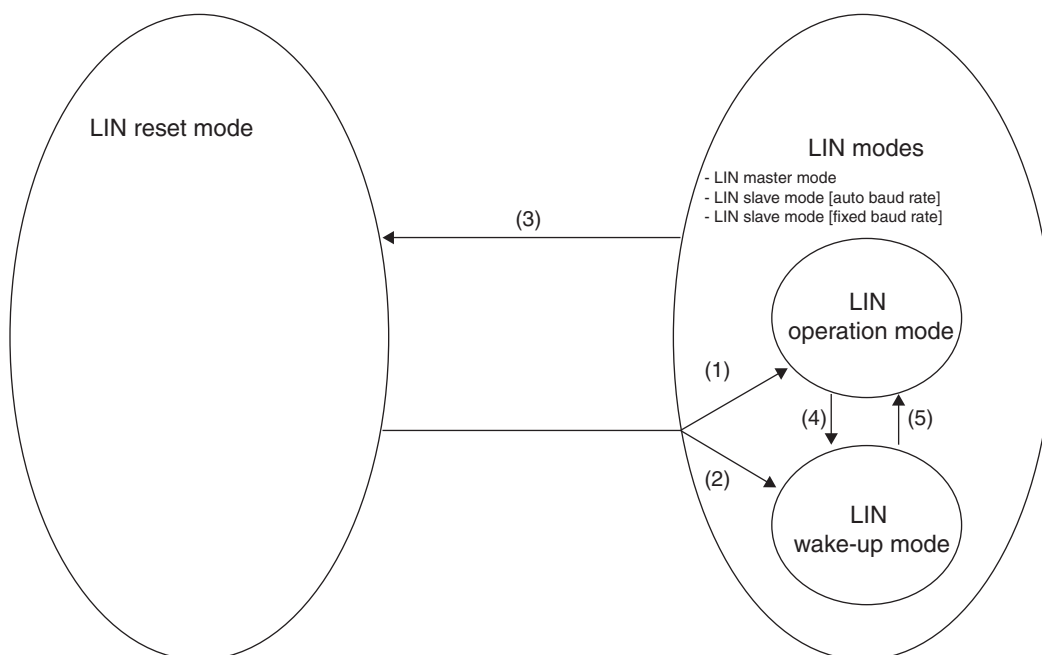 LIN reset mode
LIN modes
- LIN master mode
- LIN slave mode [auto baud rate]
- LIN slave mode [fixed baud rate]
(3)
LIN
operation mode
(1)
(4)
(5)
(2)
LIN
wake-up mode